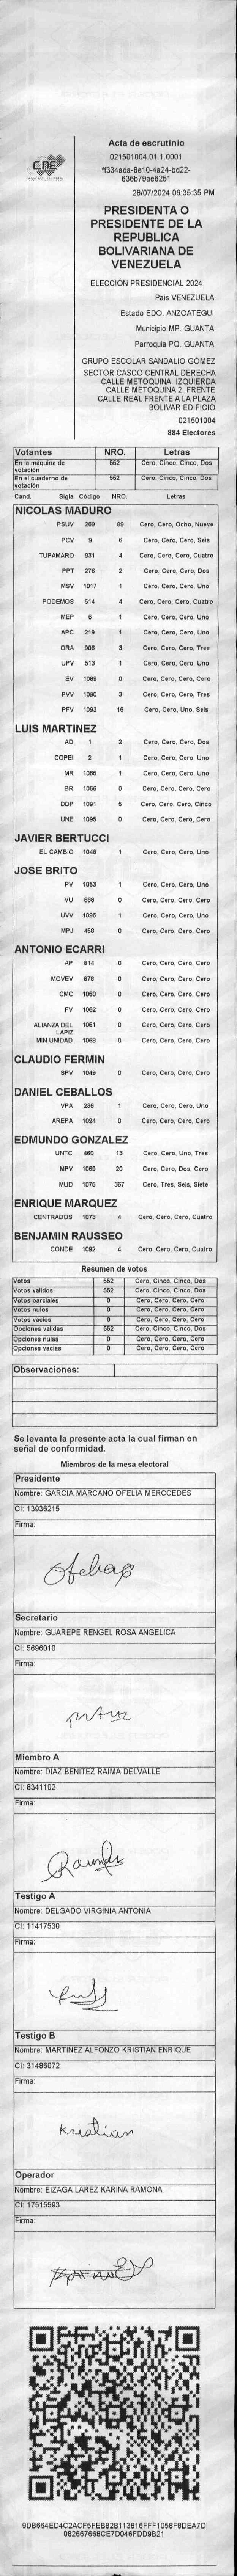 CNE
Acta de escrutinio
021501004.01.1.0001
ff334ada-8e10-4a24-bd22-
636b79ae6251
28/07/2024 06:35:35 PM
PRESIDENTA O
PRESIDENTE DE LA
REPUBLICA
BOLIVARIANA DE
VENEZUELA
ELECCIÓN PRESIDENCIAL 2024
Pais VENEZUELA
Estado EDO. ANZOATEGUI
Municipio MP. GUANTA
Parroquia PQ. GUANTA
GRUPO ESCOLAR SANDALIO GÓMEZ
SECTOR CASCO CENTRAL DERECHA
CALLE METOQUINA. IZQUIERDA
CALLE METOQUINA 2. FRENTE
CALLE REAL FRENTE A LA PLAZA
BOLIVAR EDIFICIO
021501004
884 Electores
Votantes NRO. Letras
En la máquina de votación 552 Cero, Cinco, Cinco, Dos
En el cuaderno de votación 552 Cero, Cinco, Cinco, Dos
Cand. Sigla Código NRO. Letras
NICOLAS MADURO
PSUV 269 89 Cero, Cero, Ocho, Nueve
PCV 9 6 Cero, Cero, Cero, Seis
TUPAMARO 931 4 Cero, Cero, Cero, Cuatro
PPT 276 2 Cero, Cero, Cero, Dos
MSV 1017 1 Cero, Cero, Cero, Uno
PODEMOS 514 4 Cero, Cero, Cero, Cuatro
MEP 6 1 Cero, Cero, Cero, Uno
APC 219 1 Cero, Cero, Cero, Uno
ORA 906 3 Cero, Cero, Cero, Tres
UPV 513 1 Cero, Cero, Cero, Uno
EV 1089 0 Cero, Cero, Cero, Cero
PVV 1090 3 Cero, Cero, Cero, Tres
PFV 1093 16 Cero, Cero, Uno, Seis
LUIS MARTINEZ
AD 1 2 Cero, Cero, Cero, Dos
COPEI 2 1 Cero, Cero, Cero, Uno
MR 1065 1 Cero, Cero, Cero, Uno
BR 1066 0 Cero, Cero, Cero, Cero
DDP 1091 5 Cero, Cero, Cero, Cinco
UNE 1095 0 Cero, Cero, Cero, Cero
JAVIER BERTUCCI
EL CAMBIO 1048 1 Cero, Cero, Cero, Uno
JOSE BRITO
PV 1053 1 Cero, Cero, Cero, Uno
VU 868 0 Cero, Cero, Cero, Cero
UVV 1096 1 Cero, Cero, Cero, Uno
MPJ 458 0 Cero, Cero, Cero, Cero
ANTONIO ECARRI
AP 914 0 Cero, Cero, Cero, Cero
MOVEV 879 0 Cero, Cero, Cero, Cero
CMC 1050 0 Cero, Cero, Cero, Cero
FV 1062 0 Cero, Cero, Cero, Cero
ALIANZA DEL LAPIZ 1051 0 Cero, Cero, Cero, Cero
MIN UNIDAD 1069 0 Cero, Cero, Cero, Cero
CLAUDIO FERMIN
SPV 1049 0 Cero, Cero, Cero, Cero
DANIEL CEBALLOS
VPA 236 1 Cero, Cero, Cero, Uno
AREPA 1094 0 Cero, Cero, Cero, Cero
EDMUNDO GONZALEZ
UNTC 460 13 Cero, Cero, Uno, Tres
MPV 1069 20 Cero, Cero, Dos, Cero
MUD 1075 367 Cero, Tres, Seis, Siete
ENRIQUE MARQUEZ
CENTRADOS 1073 4 Cero, Cero, Cero, Cuatro
BENJAMIN RAUSSEO
CONDE 1092 4 Cero, Cero, Cero, Cuatro
Resumen de votos
Votos 552 Cero, Cinco, Cinco, Dos
Votos validos 552 Cero, Cinco, Cinco, Dos
Votos parciales 0 Cero, Cero, Cero, Cero
Votos nulos 0 Cero, Cero, Cero, Cero
Votos vacios 0 Cero, Cero, Cero, Cero
Opciones validas 552 Cero, Cinco, Cinco, Dos
Opciones nulas 0 Cero, Cero, Cero, Cero
Opciones vacias 0 Cero, Cero, Cero, Cero
Observaciones:
Se levanta la presente acta la cual firman en
señal de conformidad.
Miembros de la mesa electoral
Presidente
Nombre: GARCIA MARCANO OFELIA MERCCEDES
CI: 13936215
Firma:
Secretario
Nombre: GUAREPE RENGEL ROSA ANGELICA
CI: 5696010
Firma:
Miembro A
Nombre: DIAZ BENITEZ RAIMA DELVALLE
CI: 8341102
Firma:
Testigo A
Nombre: DELGADO VIRGINIA ANTONIA
CI: 11417530
Firma:
Testigo B
Nombre: MARTINEZ ALFONZO KRISTIAN ENRIQUE
CI: 31486072
Firma:
Kristian
Operador
Nombre: EIZAGA LAREZ KARINA RAMONA
CI: 17515593
Firma:
9DB664ED4C2ACF5FEB82B113816FFF1058F8DEA7D
082667668CE7D046FDD9B21